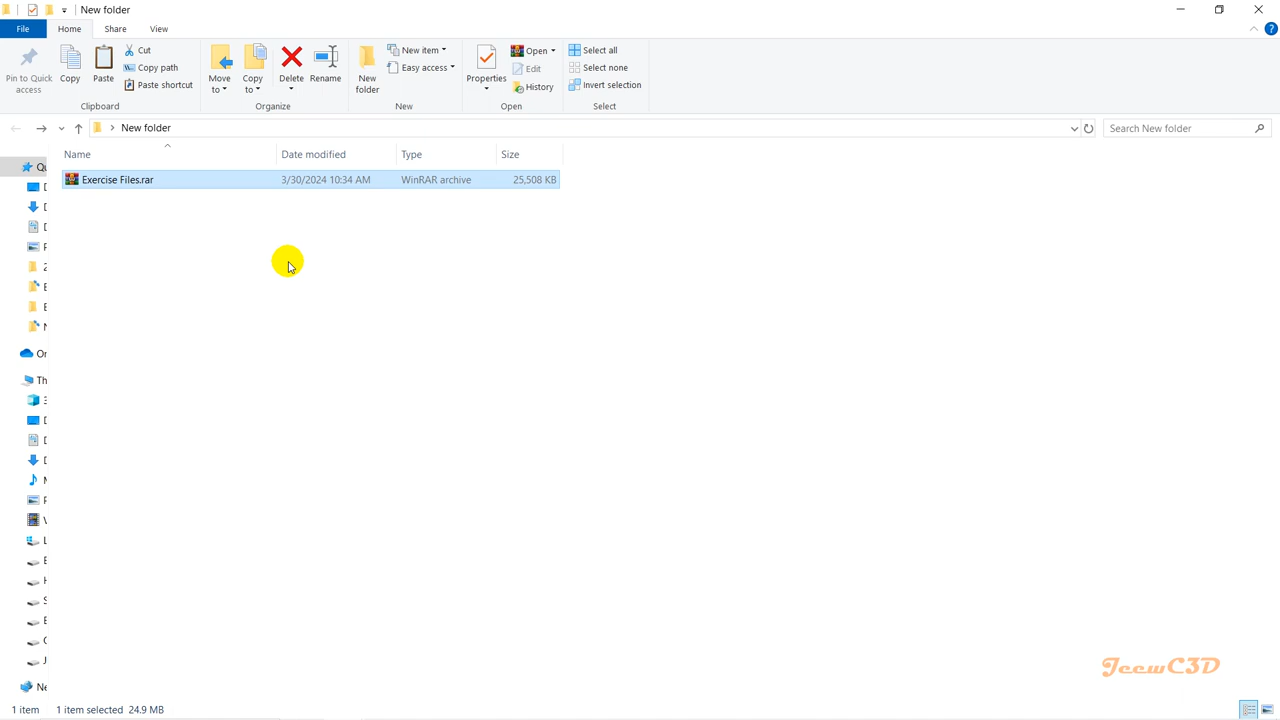 New folder
File Home Share View
Pin to Quick access
Copy
Paste
Cut
Copy path
Paste shortcut
Clipboard
Move to
Copy to
Delete
Rename
Organize
New folder
New item
Easy access
New
Properties
Open
Edit
History
Open
Select all
Select none
Invert selection
Select
New folder
Search New folder
Name Date modified Type Size
Exercise Files.rar 3/30/2024 10:34 AM WinRAR archive 25,508 KB
JeewC3D
1 item 1 item selected 24.9 MB